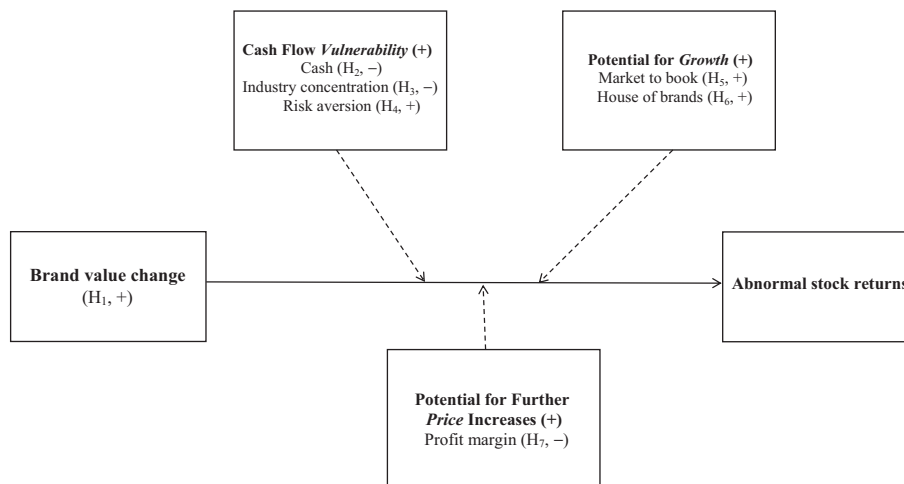 Cash Flow Vulnerability (+)
Cash (H₂, −)
Industry concentration (H₃, −)
Risk aversion (H₄, +)
Potential for Growth (+)
Market to book (H₅, +)
House of brands (H₆, +)
Brand value change
(H₁, +)
Abnormal stock returns
Potential for Further
Price Increases (+)
Profit margin (H₇, −)